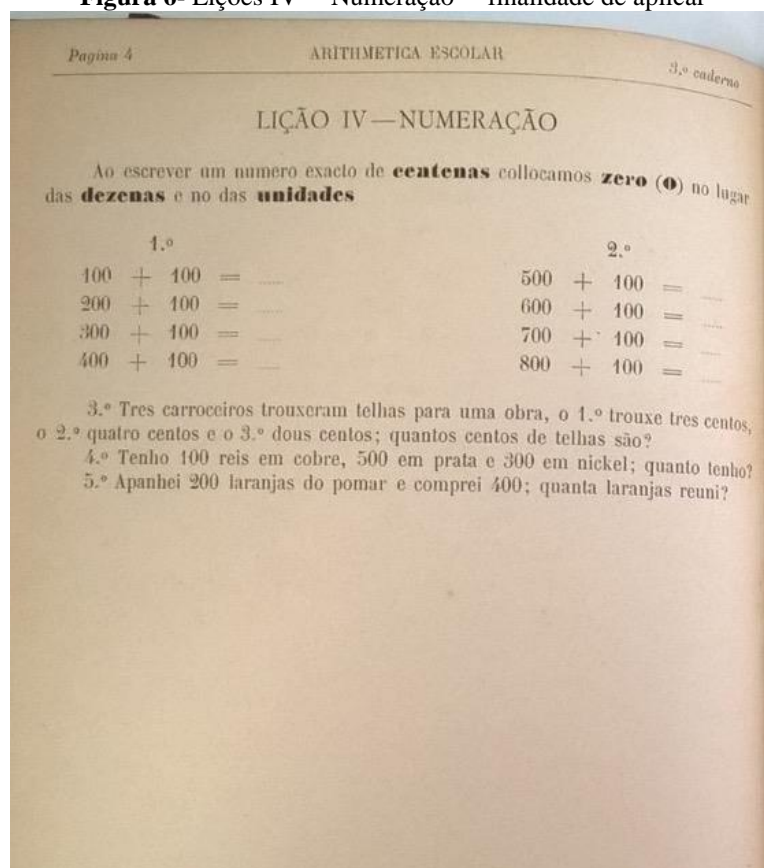 Figura 6- Lições IV – Numeração – finalidade de aplicar
Pagina 4 ARITHMETICA ESCOLAR 3.º caderno
LIÇÃO IV — NUMERAÇÃO
Ao escrever um numero exacto de centenas collocamos zero (0) no lugar
das dezenas e no das unidades
1.º 2.º
100 + 100 = ..... 500 + 100 = .....
200 + 100 = ..... 600 + 100 = .....
300 + 100 = ..... 700 + 100 = .....
400 + 100 = ..... 800 + 100 = .....
3.º Tres carroceiros trouxeram telhas para uma obra, o 1.º trouxe tres centos,
o 2.º quatro centos e o 3.º dous centos; quantos centos de telhas são?
4.º Tenho 100 reis em cobre, 500 em prata e 300 em nickel; quanto tenho?
5.º Apanhei 200 laranjas do pomar e comprei 400; quanta laranjas reuni?